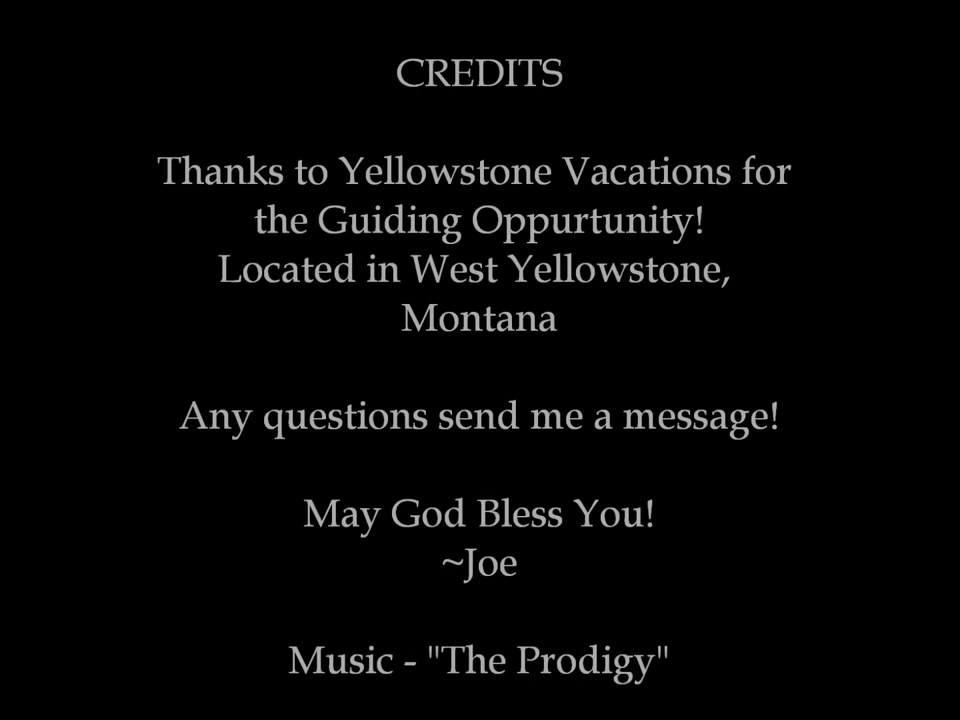 CREDITS
Thanks to Yellowstone Vacations for
the Guiding Oppurtunity!
Located in West Yellowstone,
Montana
Any questions send me a message!
May God Bless You!
~Joe
Music - "The Prodigy"